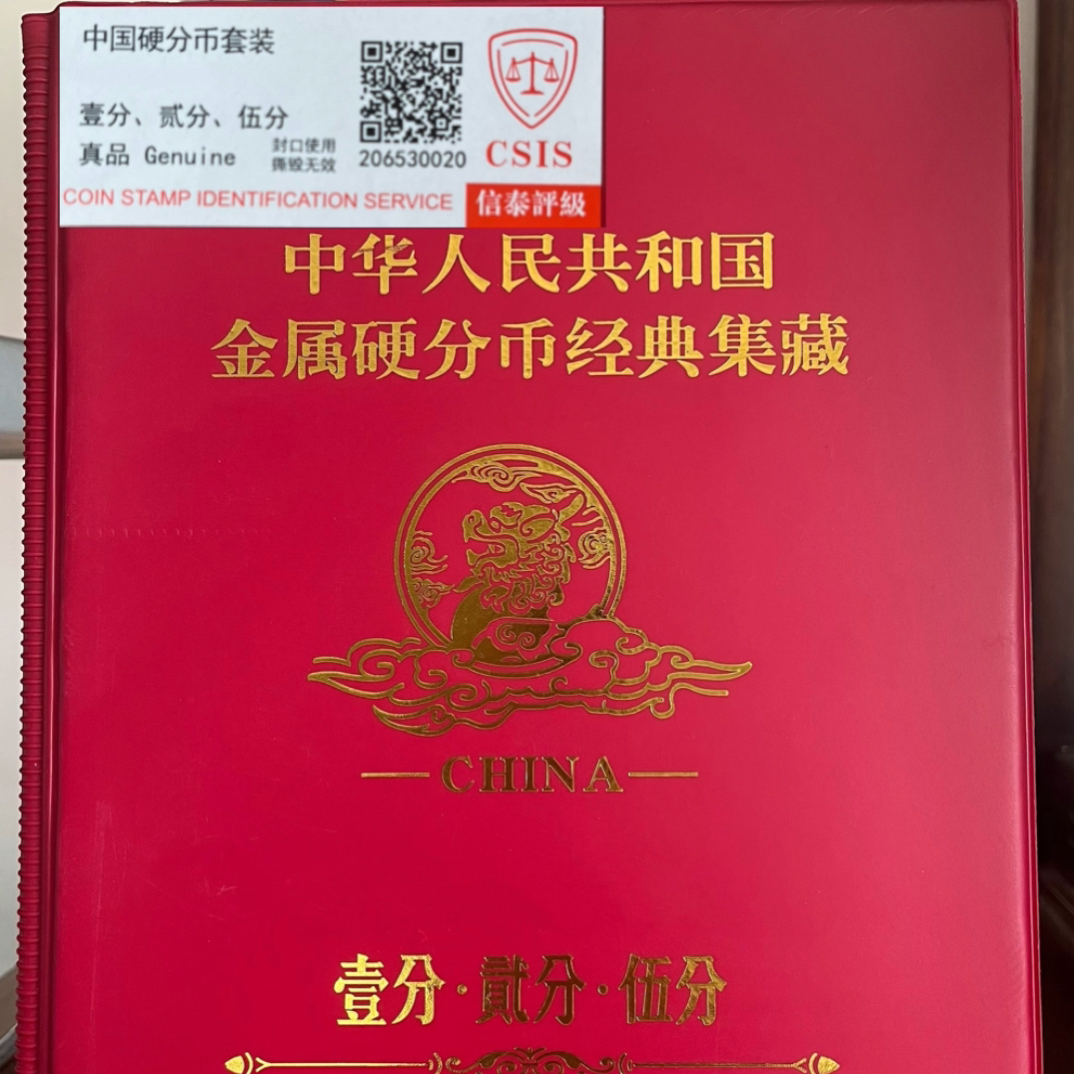 中国硬分币套装
壹分、贰分、伍分
真品 Genuine
封口使用
撕毁无效
206530020
CSIS
COIN STAMP IDENTIFICATION SERVICE
信泰評級
中华人民共和国
金属硬分币经典集藏
CHINA
壹分·貳分·伍分